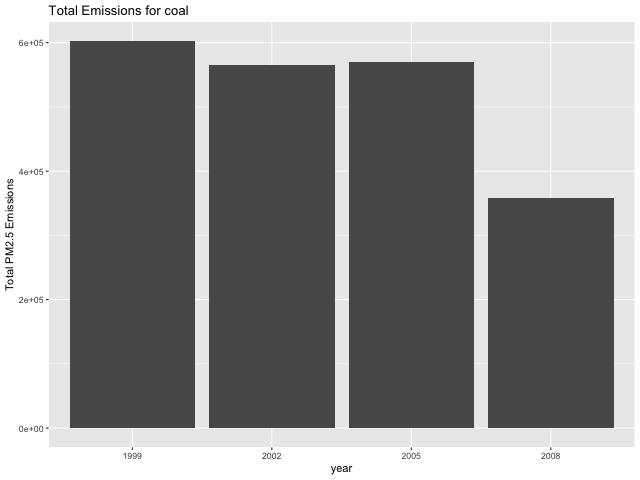 Total Emissions for coal
Total PM2.5 Emissions
6e+05
4e+05
2e+05
0e+00
1999 2002 2005 2008
year